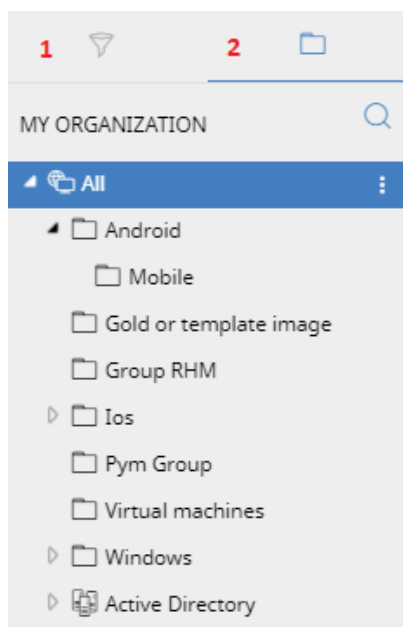 1 2
MY ORGANIZATION
All
Android
Mobile
Gold or template image
Group RHM
Ios
Pym Group
Virtual machines
Windows
Active Directory